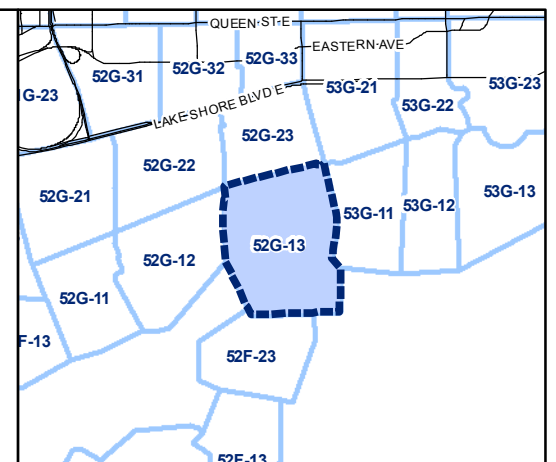 QUEEN ST E
EASTERN AVE
52G-33
52G-32
52G-31
53G-23
53G-21
G-23
LAKE SHORE BLVD E
53G-22
52G-23
52G-22
53G-13
52G-21
53G-12
53G-11
52G-13
52G-12
52G-11
F-13
52F-23
52F-13